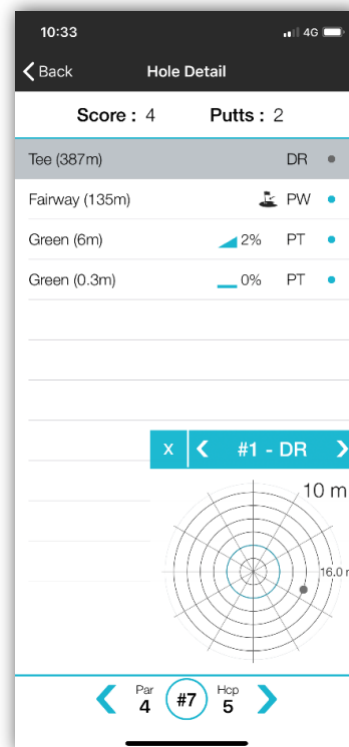 10:33 4G
Back Hole Detail
Score : 4 Putts : 2
Tee (387m) DR
Fairway (135m) PW
Green (6m) 2% PT
Green (0.3m) 0% PT
X #1 - DR
10 m
16.0 m
Par Hcp
4 #7 5